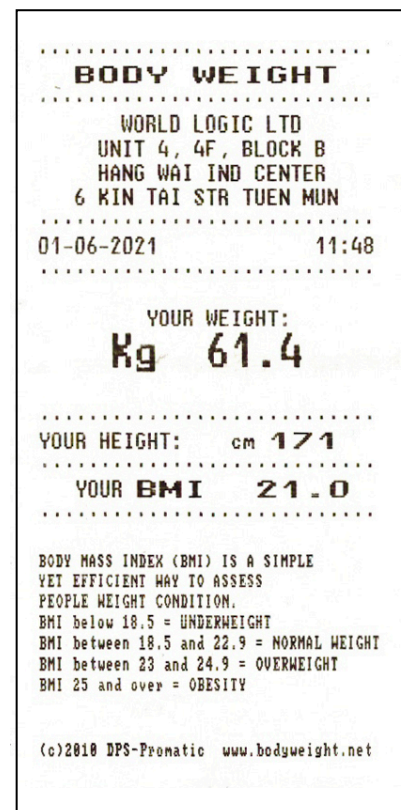 BODY WEIGHT
WORLD LOGIC LTD
UNIT 4, 4F, BLOCK B
HANG WAI IND CENTER
6 KIN TAI STR TUEN MUN
01-06-2021 11:48
YOUR WEIGHT:
Kg 61.4
YOUR HEIGHT: cm 171
YOUR BMI 21.0
BODY MASS INDEX (BMI) IS A SIMPLE
YET EFFICIENT WAY TO ASSESS
PEOPLE WEIGHT CONDITION.
BMI below 18.5 = UNDERWEIGHT
BMI between 18.5 and 22.9 = NORMAL WEIGHT
BMI between 23 and 24.9 = OVERWEIGHT
BMI 25 and over = OBESITY
(c)2010 DPS-Promatic www.bodyweight.net